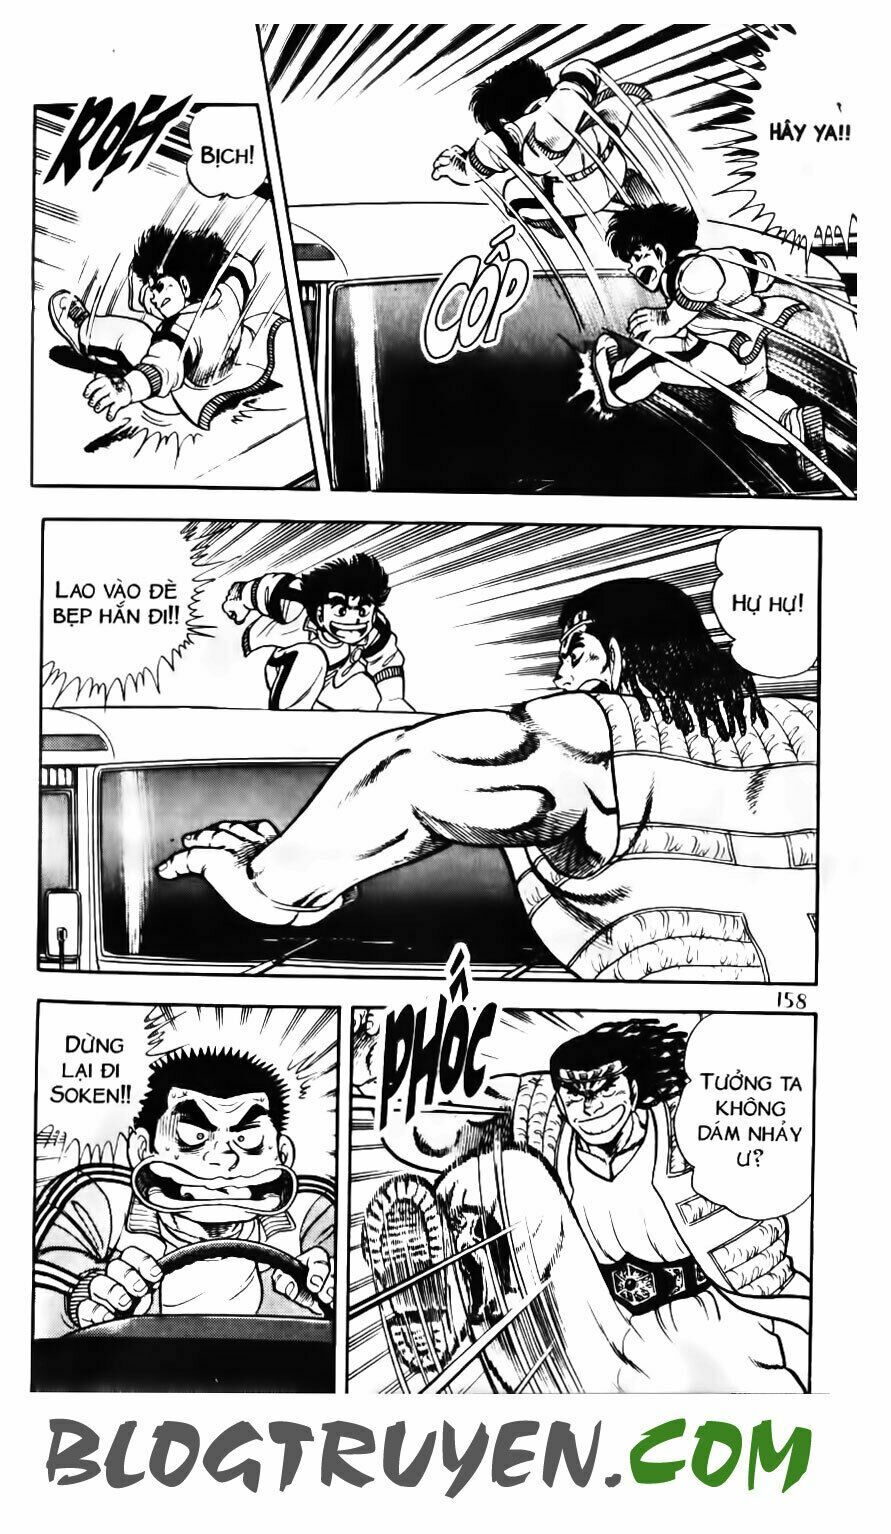 RỌET
BỊCH!
HÂY YA!!
CỐP
LAO VÀO ĐÈ
BẸP HẮN ĐI!!
HỰ HỰ!
158
DỪNG
LẠI ĐI
SOKEN!!
PHỐC
TƯỞNG TA
KHÔNG
DÁM NHẢY
Ư?
BLOGTRUYEN.COM